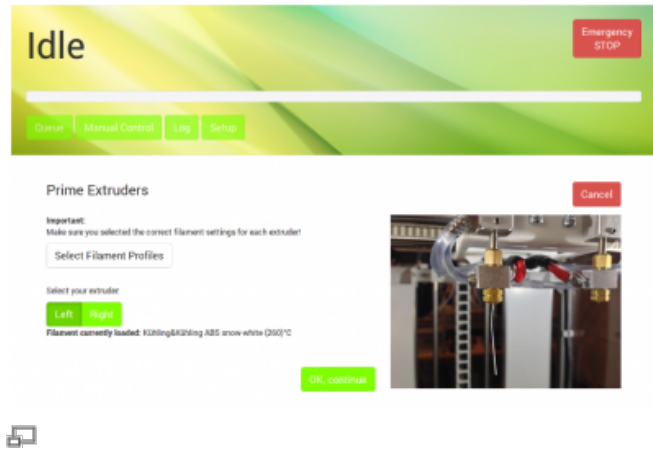 Idle
Emergency
STOP
Queue
Manual Control
Log
Setup
Prime Extruders
Cancel
Important:
Make sure you selected the correct filament settings for each extruder!
Select Filament Profiles
Select your extruder:
Left
Right
Filament currently loaded: Kühling&Kühling ABS snow-white (260)°C
OK, continue